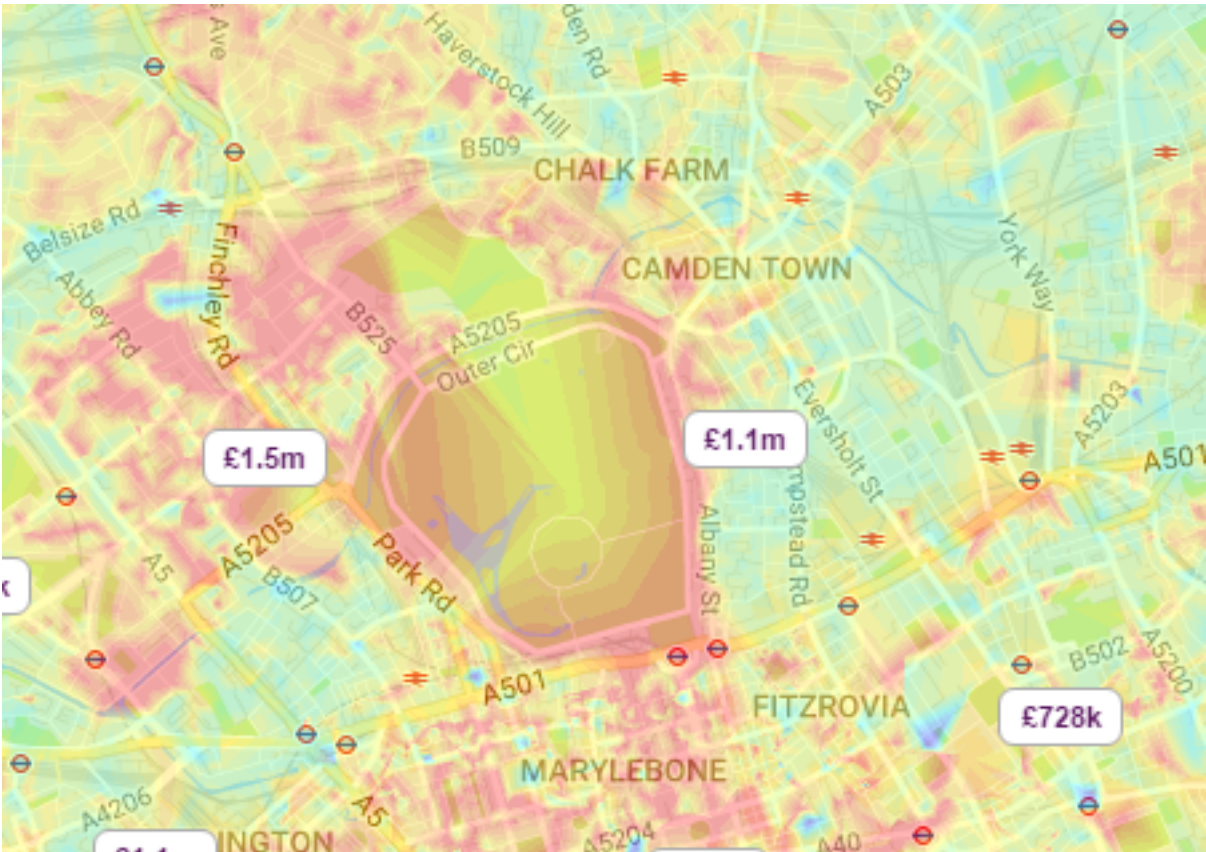 Haverstock Hill
A503
B509
CHALK FARM
Belsize Rd
Finchley Rd
York Way
CAMDEN TOWN
Abbey Rd
B525
A5205
Outer Cir
Eversholt St
A5203
£1.5m
£1.1m
A501
Albany St
A5205
Park Rd
A5
B507
B502
A5200
A501
FITZROVIA
£728k
MARYLEBONE
A4206
A5
A5204
A40